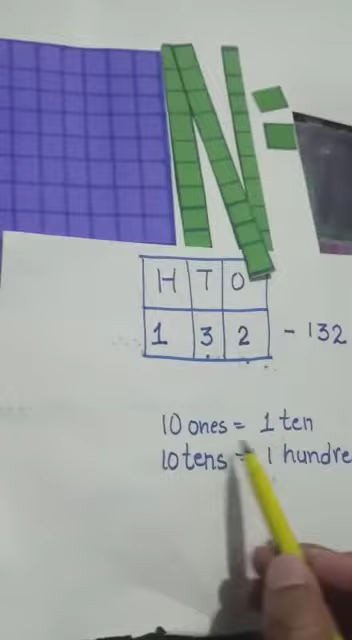 H T O
1 3 2 - 132
10 ones = 1 ten
10 tens = 1 hundre